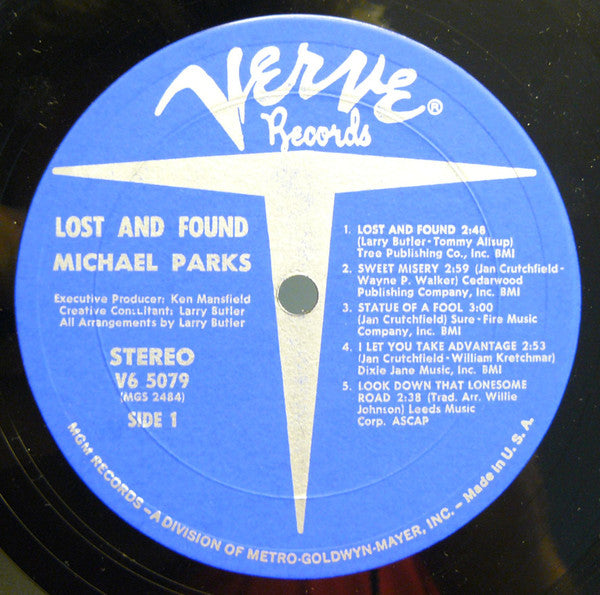 VERVE®
Records
LOST AND FOUND
MICHAEL PARKS
Executive Producer: Ken Mansfield
Creative Consultant: Larry Butler
All Arrangements by Larry Butler
STEREO
V6 5079
(MGS 2484)
SIDE 1
1. LOST AND FOUND 2:48
(Larry Butler-Tommy Allsup)
Tree Publishing Co., Inc. BMI
2. SWEET MISERY 2:59 (Jan Crutchfield-
Wayne P. Walker) Cedarwood
Publishing Company, Inc. BMI
3. STATUE OF A FOOL 3:00
(Jan Crutchfield) Sure-Fire Music
Company, Inc. BMI
4. I LET YOU TAKE ADVANTAGE 2:53
(Jan Crutchfield-William Kretchmar)
Dixie Jane Music, Inc. BMI
5. LOOK DOWN THAT LONESOME
ROAD 2:38 (Trad. Arr. Willie
Johnson) Leeds Music
Corp. ASCAP
MGM RECORDS – A DIVISION OF METRO-GOLDWYN-MAYER, INC. – Made in U.S.A.